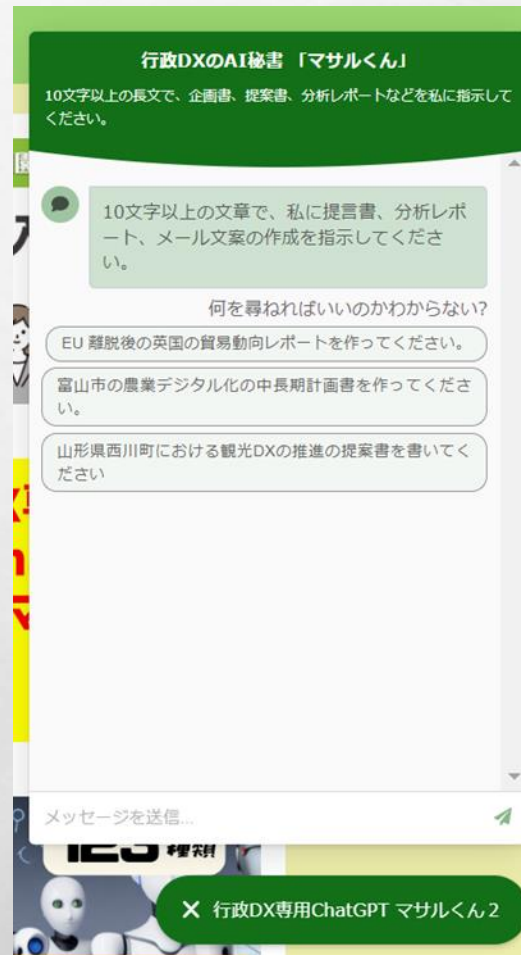 行政DXのAI秘書 「マサルくん」
10文字以上の長文で、企画書、提案書、分析レポートなどを私に指示して
ください。
10文字以上の文章で、私に提言書、分析レポ
ート、メール文案の作成を指示してくださ
い。
何を尋ねればいいのかわからない?
EU 離脱後の英国の貿易動向レポートを作ってください。
富山市の農業デジタル化の中長期計画書を作ってくださ
い。
山形県西川町における観光DXの推進の提案書を書いてく
ださい
メッセージを送信...
123 種類
✕ 行政DX専用ChatGPT マサルくん2